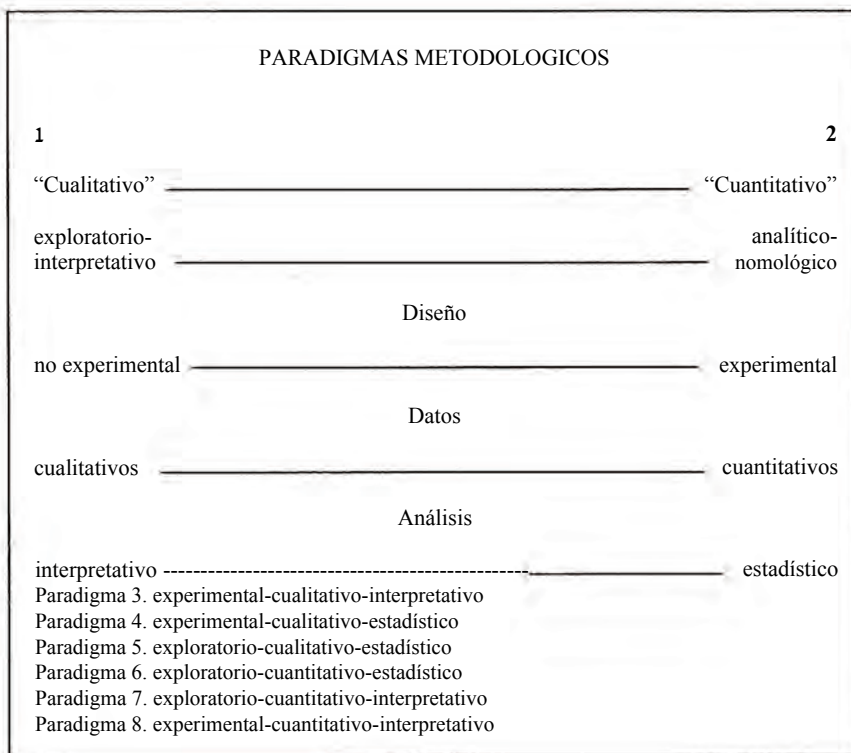 PARADIGMAS METODOLOGICOS
1 2
“Cualitativo” “Cuantitativo”
exploratorio- analítico-
interpretativo nomológico
Diseño
no experimental experimental
Datos
cualitativos cuantitativos
Análisis
interpretativo estadístico
Paradigma 3. experimental-cualitativo-interpretativo
Paradigma 4. experimental-cualitativo-estadístico
Paradigma 5. exploratorio-cualitativo-estadístico
Paradigma 6. exploratorio-cuantitativo-estadístico
Paradigma 7. exploratorio-cuantitativo-interpretativo
Paradigma 8. experimental-cuantitativo-interpretativo